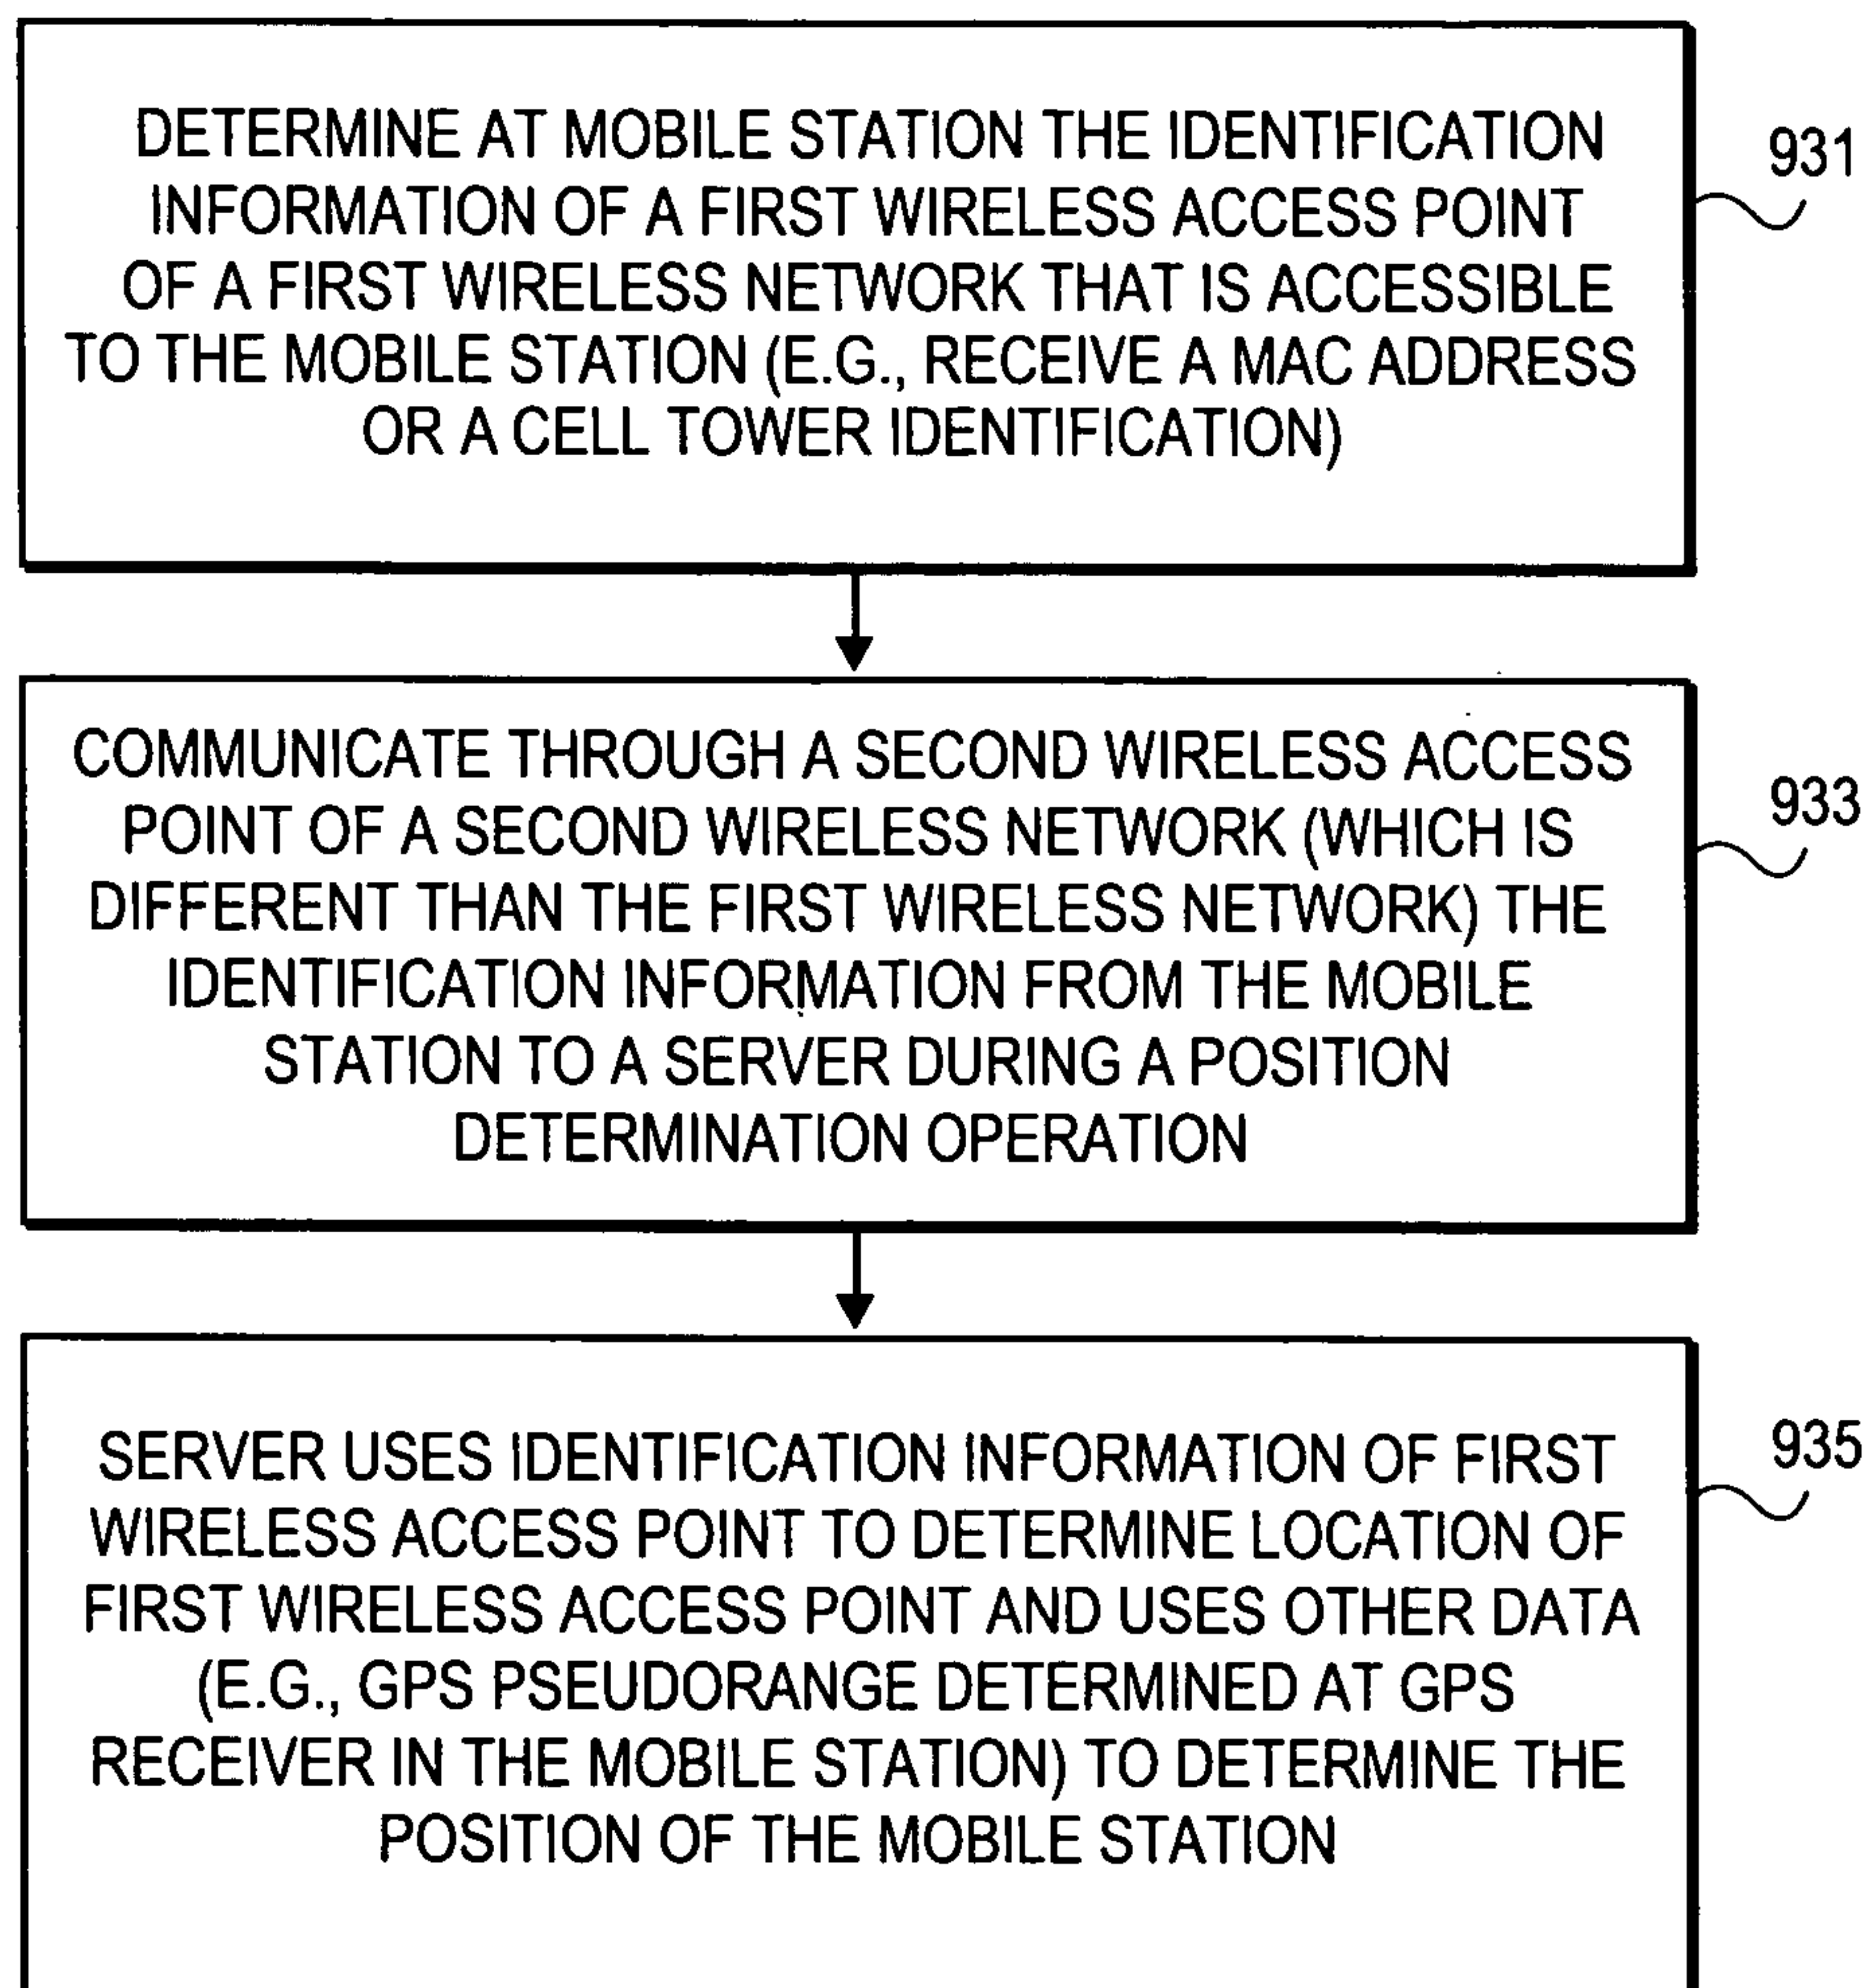 DETERMINE AT MOBILE STATION THE IDENTIFICATION
INFORMATION OF A FIRST WIRELESS ACCESS POINT
OF A FIRST WIRELESS NETWORK THAT IS ACCESSIBLE
TO THE MOBILE STATION (E.G., RECEIVE A MAC ADDRESS
OR A CELL TOWER IDENTIFICATION)
931
COMMUNICATE THROUGH A SECOND WIRELESS ACCESS
POINT OF A SECOND WIRELESS NETWORK (WHICH IS
DIFFERENT THAN THE FIRST WIRELESS NETWORK) THE
IDENTIFICATION INFORMATION FROM THE MOBILE
STATION TO A SERVER DURING A POSITION
DETERMINATION OPERATION
933
SERVER USES IDENTIFICATION INFORMATION OF FIRST
WIRELESS ACCESS POINT TO DETERMINE LOCATION OF
FIRST WIRELESS ACCESS POINT AND USES OTHER DATA
(E.G., GPS PSEUDORANGE DETERMINED AT GPS
RECEIVER IN THE MOBILE STATION) TO DETERMINE THE
POSITION OF THE MOBILE STATION
935